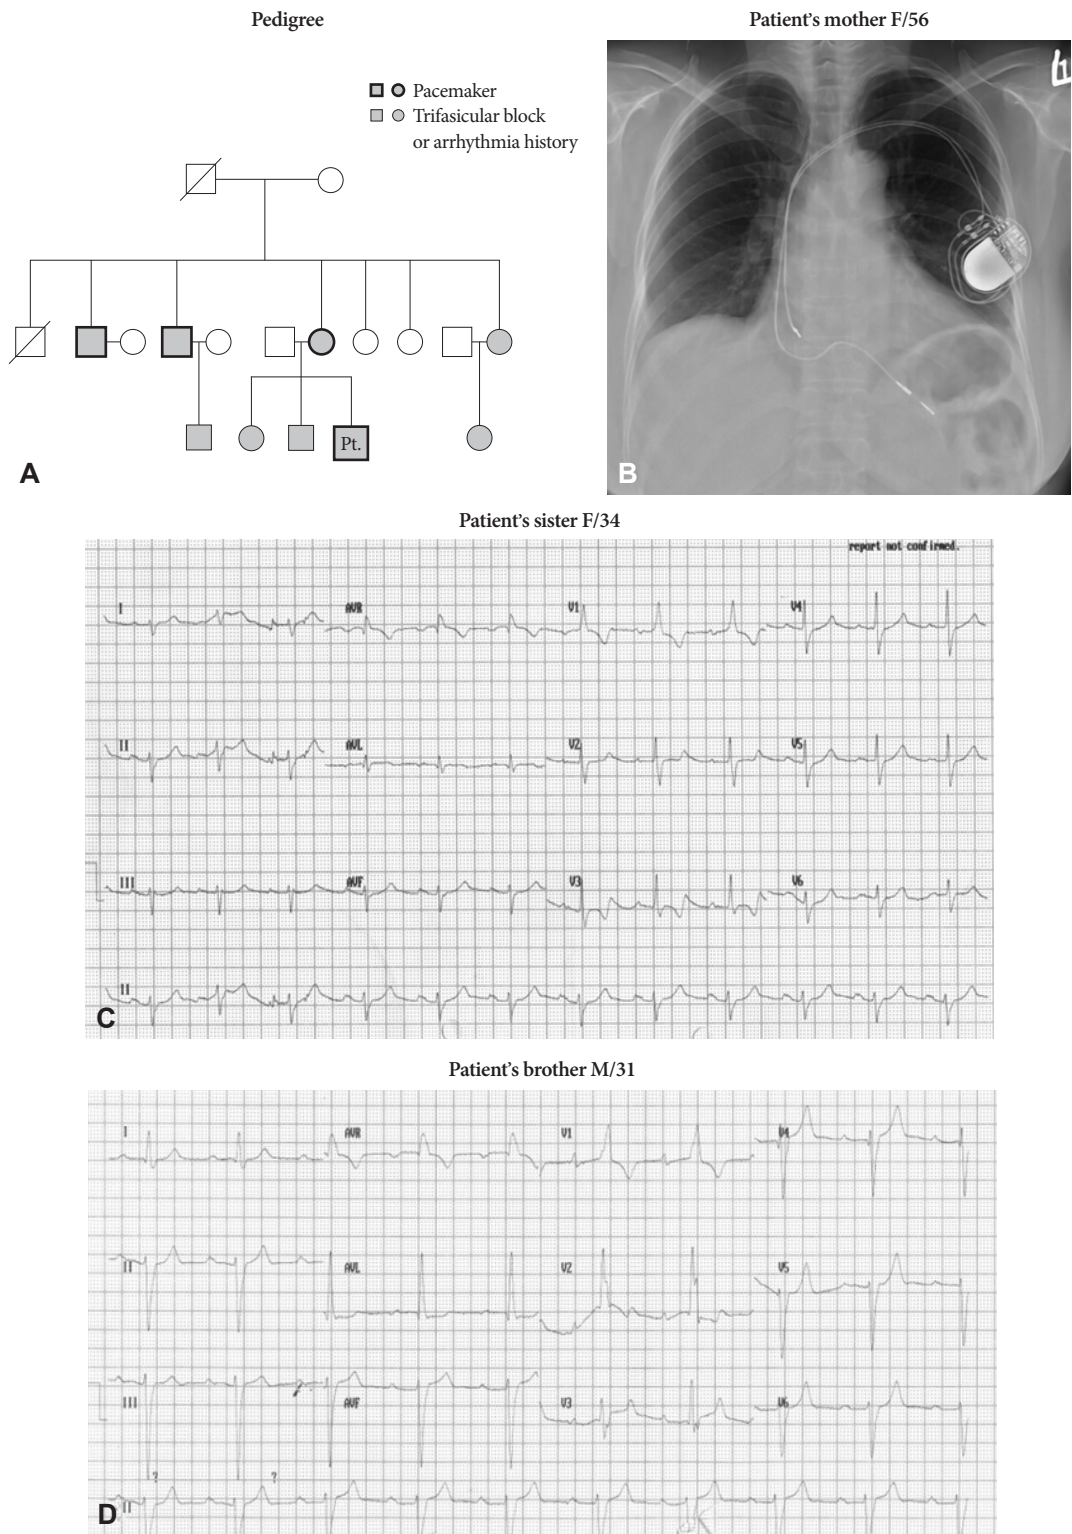 Pedigree
Patient's mother F/56
Pacemaker
Trifasicular block
or arrhythmia history
Pt.
A
B
Patient's sister F/34
report not confirmed.
I
AVR
V1
V4
II
AVL
V2
V5
III
AVF
V3
V6
II
C
Patient's brother M/31
I
AVR
V1
V4
II
AVL
V2
V5
III
AVF
V3
V6
?
?
II
D